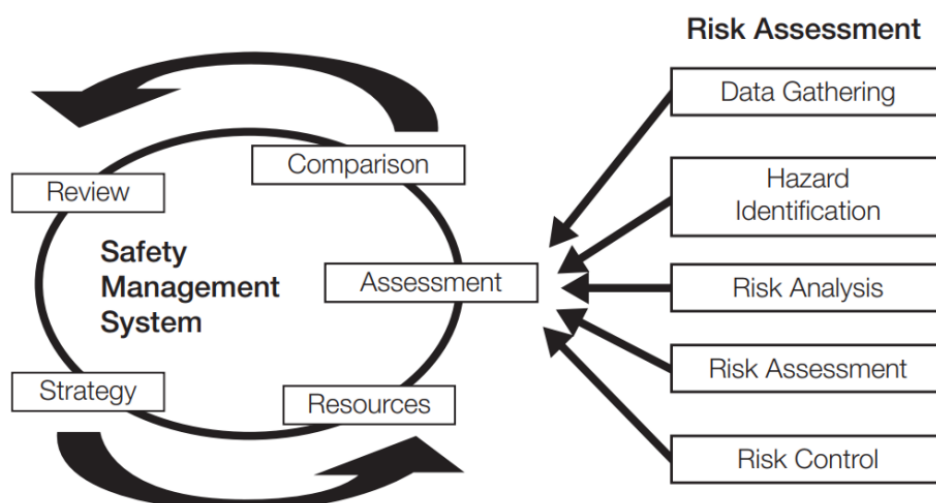 Risk Assessment
Data Gathering
Comparison
Review
Hazard
Identification
Safety
Management
System
Assessment
Risk Analysis
Strategy
Resources
Risk Assessment
Risk Control